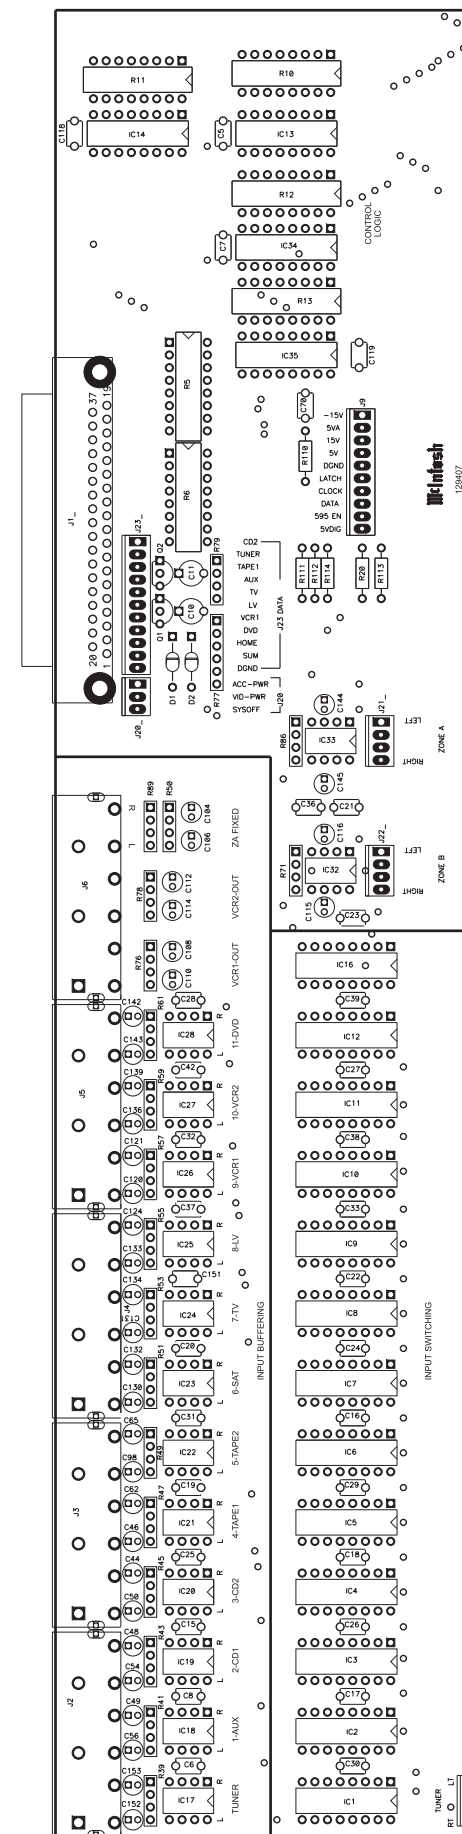 R11
R10
C118
IC14
C5
IC13
R12
CONTROL
LOGIC
C7
IC34
R13
IC35
C119
R5
C70
J9
-15V
5VA
15V
5V
DGND
LATCH
CLOCK
DATA
595 EN
5VDIG
R110
McIntosh
129407
37
19
J1_
20
1
R6
J23_
Q2
C11
R79
Q1
C10
D1
D2
R77
J20_
CD2
TUNER
TAPE1
AUX
TV
LV
VCR1
DVD
HOME
SUM
DGND
J23 DATA
ACC-PWR
VID-PWR
SYSOFF
J20
R111
R112
R114
R20
R113
C144
R86
IC33
J21_
LEFT
RIGHT
ZONE A
C145
C36
C21
C116
J22_
R71
IC32
LEFT
RIGHT
ZONE B
C115
C23
R89
R50
C104
C106
R
L
ZA FIXED
J6
R78
C112
C114
VCR2-OUT
R76
C108
C110
VCR1-OUT
IC16
C28
C39
C142
R61
C143
IC28
R
L
11-DVD
IC12
J5
C42
C27
C139
R59
C136
IC27
R
L
10-VCR2
IC11
C32
C38
C121
R57
C120
IC26
R
L
9-VCR1
IC10
C37
C33
C124
R55
C133
IC25
R
L
8-LV
IC9
C151
C22
C134
R53
J4
C131
IC24
R
L
7-TV
IC8
INPUT BUFFERING
INPUT SWITCHING
C20
C24
C132
R51
C130
IC23
R
L
6-SAT
IC7
C31
C16
C65
R49
C98
IC22
R
L
5-TAPE2
IC6
J3
C19
C29
C62
R47
C46
IC21
R
L
4-TAPE1
IC5
C25
C18
C44
R45
C50
IC20
R
L
3-CD2
IC4
C15
C26
C48
R43
C54
IC19
R
L
2-CD1
IC3
J2
C8
C17
C49
R41
C56
IC18
R
L
1-AUX
IC2
C6
C30
C153
R39
C152
IC17
R
L
TUNER
IC1
TUNER
RT
LT